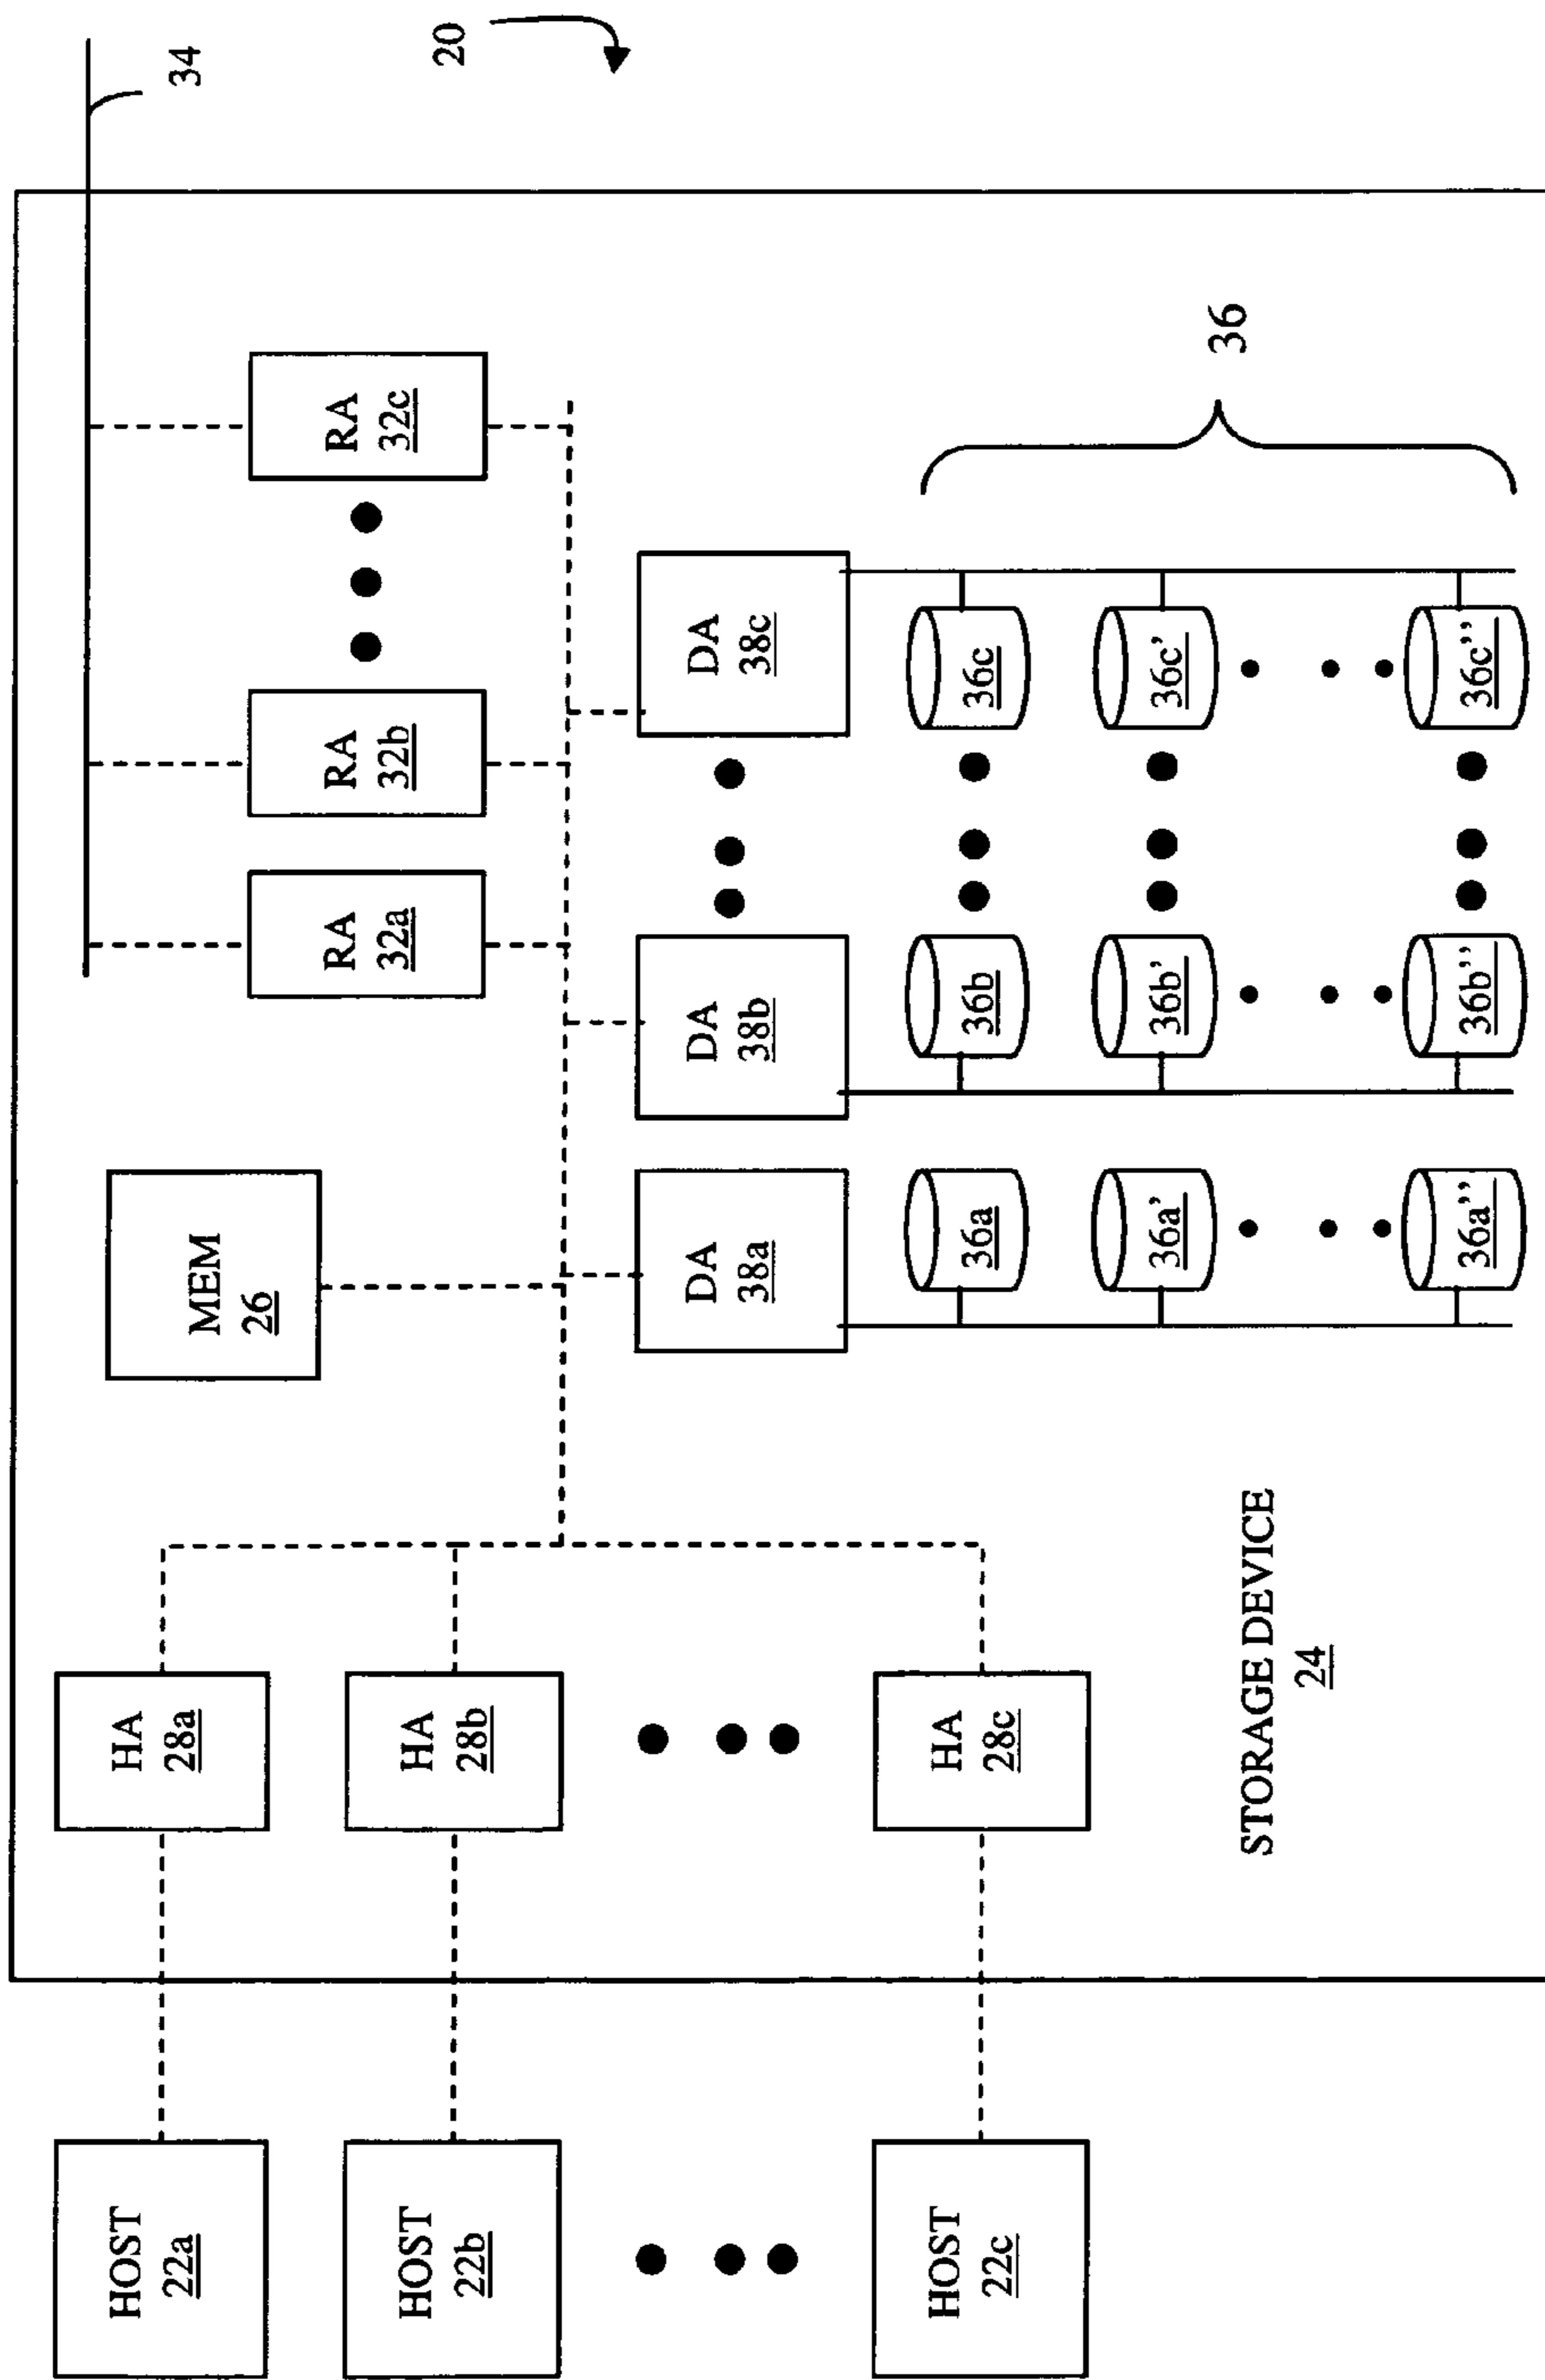 34
20
HOST
22a
HA
28a
MEM
26
RA
32a
RA
32b
RA
32c
HOST
22b
HA
28b
DA
38a
DA
38b
DA
38c
HOST
22c
HA
28c
36a
36b
36c
36a'
36b'
36c'
36
STORAGE DEVICE
24
36a''
36b''
36c''